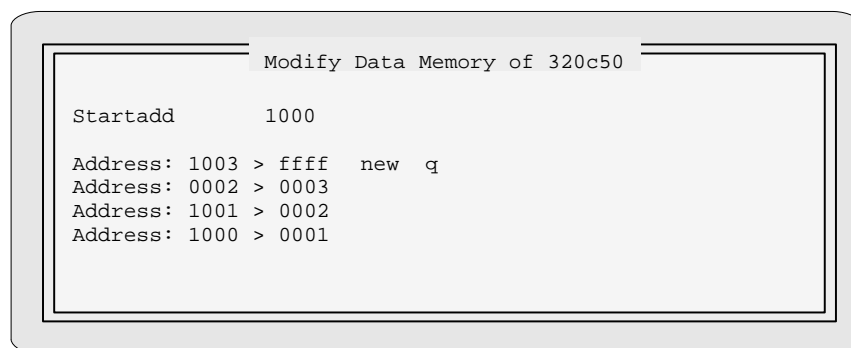 Modify Data Memory of 320c50
Startadd 1000
Address: 1003 > ffff new q
Address: 0002 > 0003
Address: 1001 > 0002
Address: 1000 > 0001